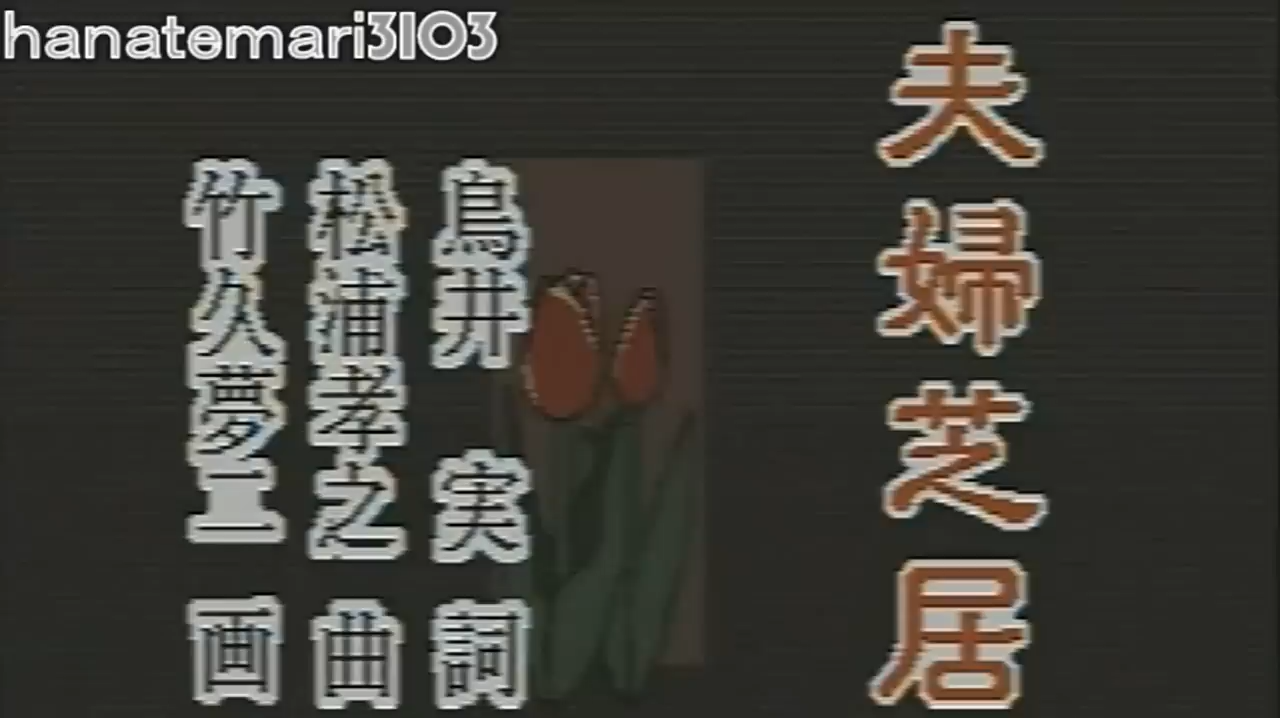 hanatemari3103
夫婦芝居
鳥井 実 詞
松浦孝之 曲
竹久夢二 画